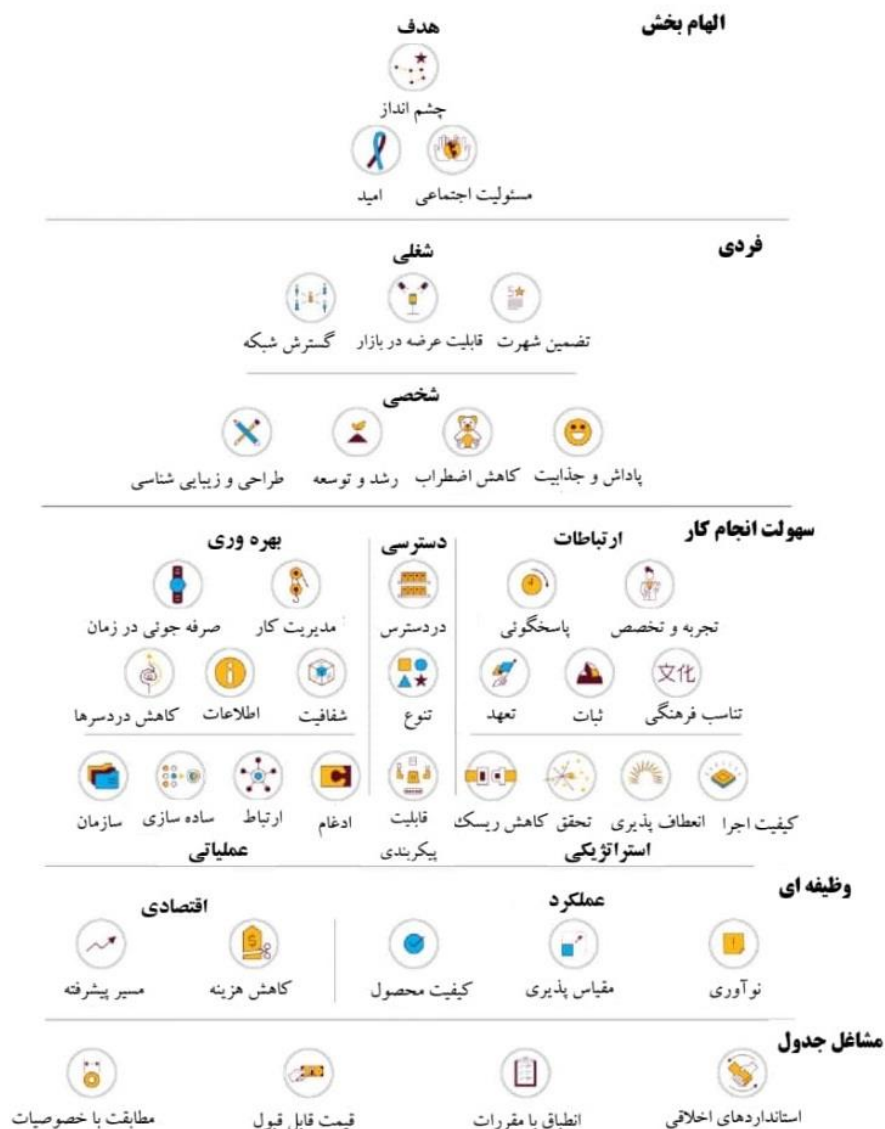 الهام بخش
هدف
چشم انداز
مسئولیت اجتماعی امید
فردی
شغلی
تضمین شهرت قابلیت عرضه در بازار گسترش شبکه
شخصی
پاداش و جذابیت کاهش اضطراب رشد و توسعه طراحی و زیبایی شناسی
سهولت انجام کار
ارتباطات دسترسی بهره وری
تجربه و تخصص پاسخگوئی دردسترس مدیریت کار صرفه جوئی در زمان
文化
تناسب فرهنگی ثبات تعهد تنوع شفافیت اطلاعات کاهش دردسرها
کیفیت اجرا انعطاف پذیری تحقق کاهش ریسک قابلیت ادغام ارتباط ساده سازی سازمان
استراتژیکی پیکربندی عملیاتی
وظیفه ای
عملکرد اقتصادی
نوآوری مقیاس پذیری کیفیت محصول کاهش هزینه مسیر پیشرفته
مشاغل جدول
استانداردهای اخلاقی انطباق با مقررات قیمت قابل قبول مطابقت با خصوصیات